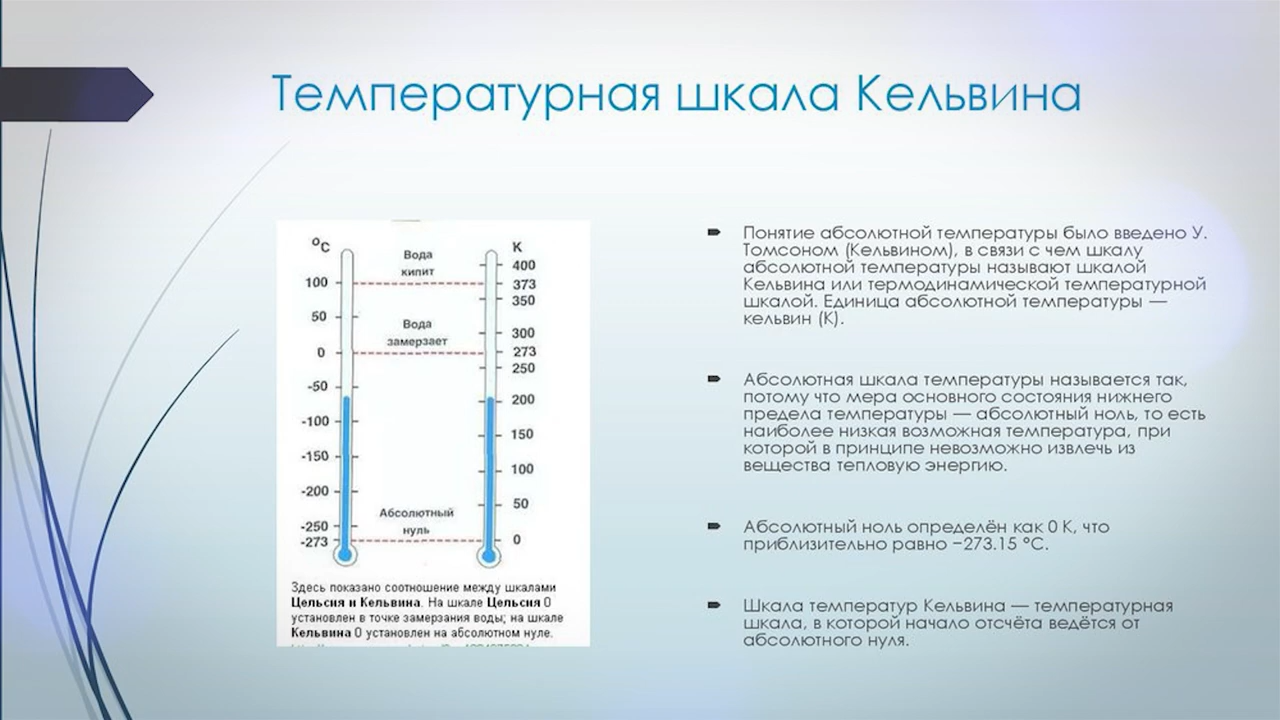 Температурная шкала Кельвина
°C
K
Вода
кипит
400
100
373
350
50
Вода
замерзает
300
0
273
250
-50
200
-100
150
-150
100
-200
50
Абсолютный
нуль
-250
-273
0
Здесь показано соотношение между шкалами
Цельсия и Кельвина. На шкале Цельсия 0
установлен в точке замерзания воды; на шкале
Кельвина 0 установлен на абсолютном нуле.
Понятие абсолютной температуры было введено У.
Томсоном (Кельвином), в связи с чем шкалу
абсолютной температуры называют шкалой
Кельвина или термодинамической температурной
шкалой. Единица абсолютной температуры —
кельвин (К).
Абсолютная шкала температуры называется так,
потому что мера основного состояния нижнего
предела температуры — абсолютный ноль, то есть
наиболее низкая возможная температура, при
которой в принципе невозможно извлечь из
вещества тепловую энергию.
Абсолютный ноль определён как 0 K, что
приблизительно равно −273.15 °C.
Шкала температур Кельвина — температурная
шкала, в которой начало отсчёта ведётся от
абсолютного нуля.